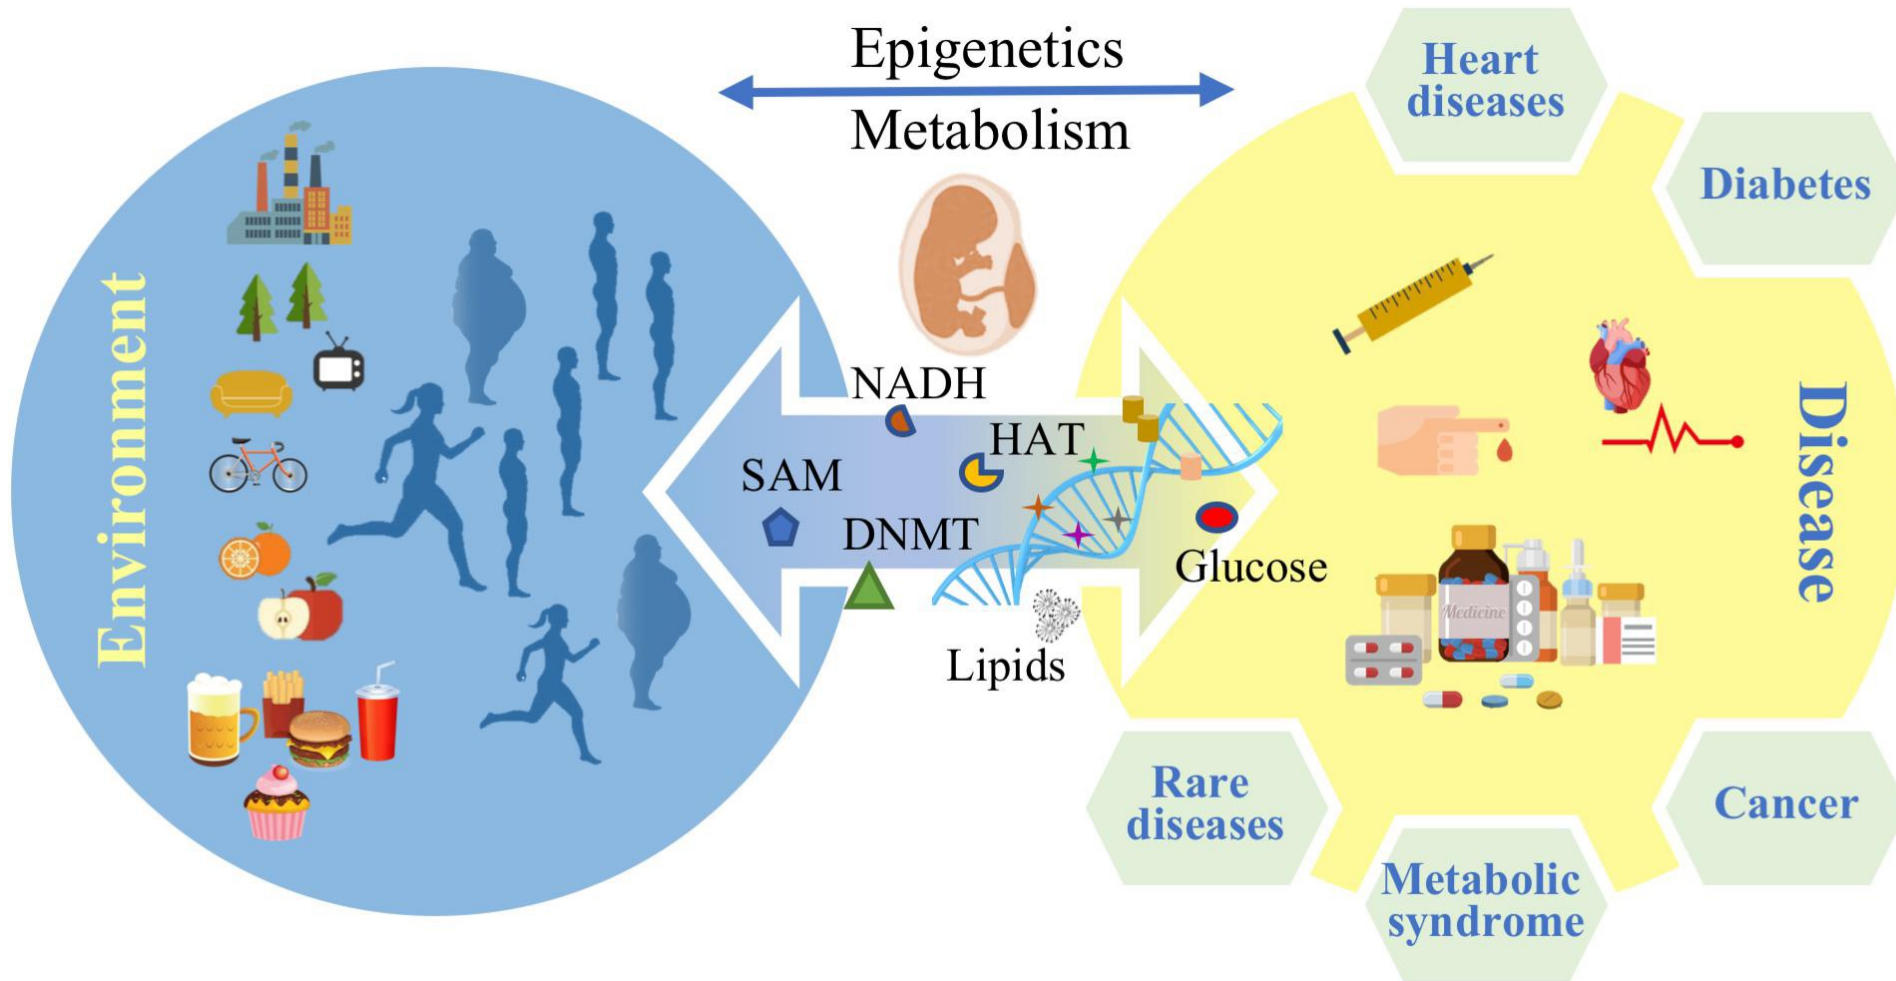 Epigenetics
Metabolism
Environment
NADH
HAT
SAM
DNMT
Glucose
Lipids
Heart
diseases
Diabetes
Disease
Medicine
Rare
diseases
Cancer
Metabolic
syndrome